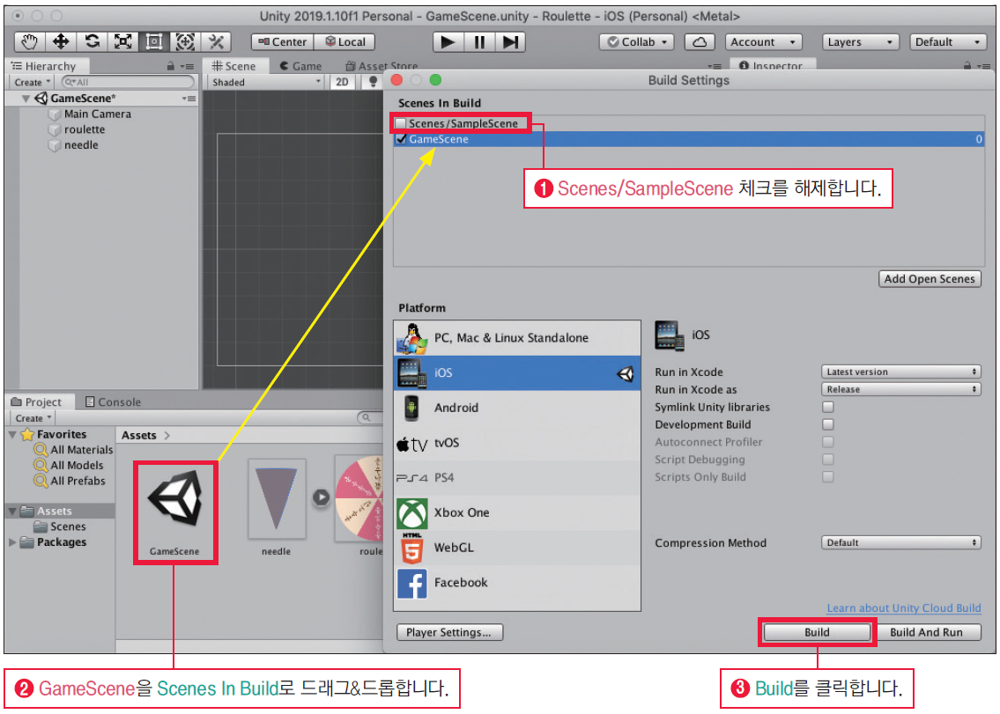 Unity 2019.1.10f1 Personal - GameScene.unity - Roulette - iOS (Personal) <Metal>
Center Local Collab Account Layers Default
Hierarchy Scene Game Asset Store Inspector
Create All Shaded 2D
GameScene*
Main Camera
roulette
needle
Build Settings
Scenes In Build
Scenes/SampleScene
GameScene 0
❶ Scenes/SampleScene 체크를 해제합니다.
Add Open Scenes
Platform
PC, Mac & Linux Standalone
iOS
Android
tvOS
PS4
Xbox One
HTML
WebGL
Facebook
iOS
Run in Xcode Latest version
Run in Xcode as Release
Symlink Unity libraries
Development Build
Autoconnect Profiler
Script Debugging
Scripts Only Build
Compression Method Default
Learn about Unity Cloud Build
Player Settings... Build Build And Run
Project Console
Create
Favorites
All Materials
All Models
All Prefabs
Assets
Scenes
Packages
Assets >
GameScene needle roule
❷ GameScene을 Scenes In Build로 드래그&드롭합니다.
❸ Build를 클릭합니다.